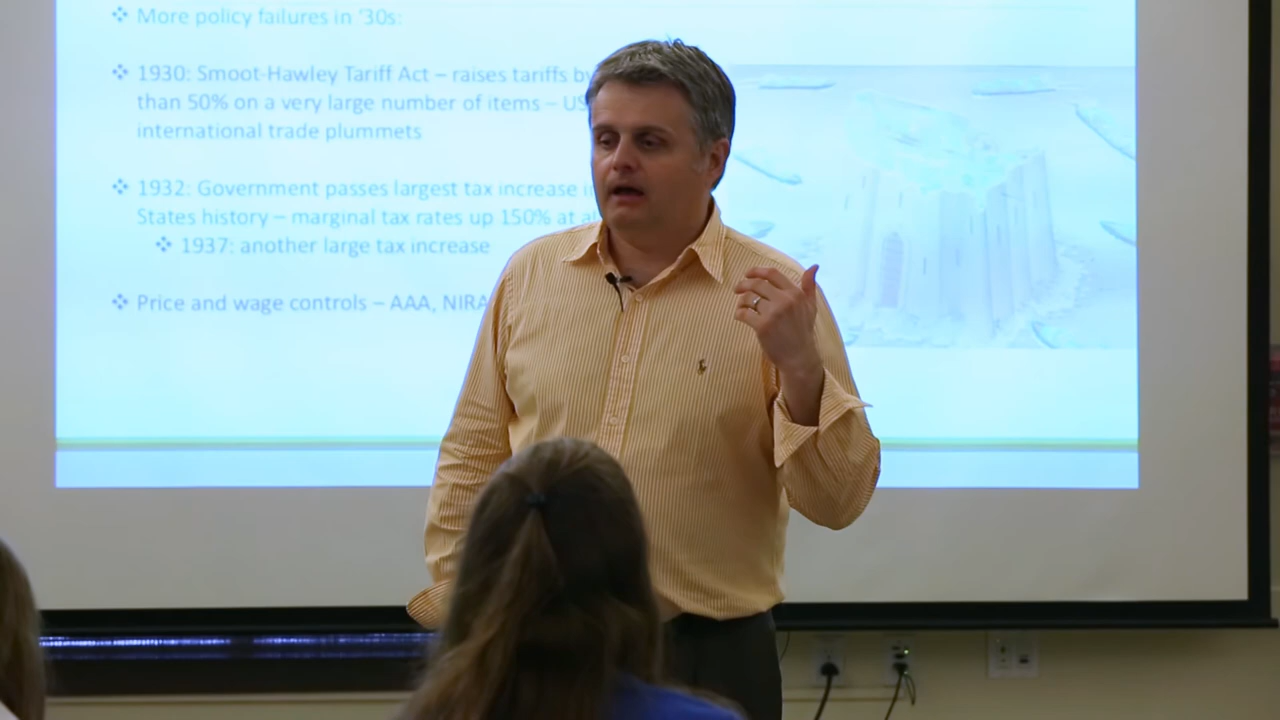 ❖ More policy failures in '30s:
❖ 1930: Smoot-Hawley Tariff Act – raises tariffs by
than 50% on a very large number of items – US
international trade plummets
❖ 1932: Government passes largest tax increase
States history – marginal tax rates up 150% at
❖ 1937: another large tax increase
❖ Price and wage controls – AAA, NIRA